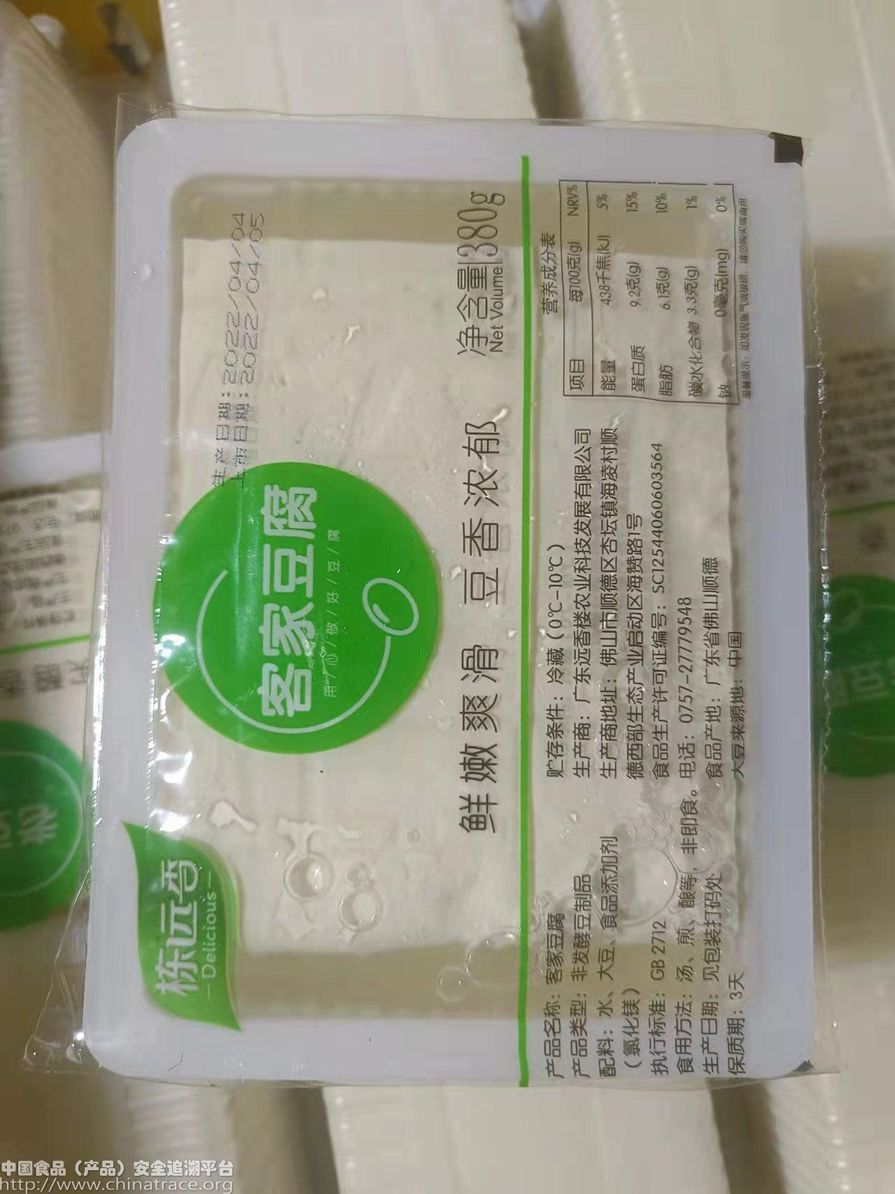 栋远香
Delicious
客家豆腐
用/心/做/好/豆/腐
生产日期:2022/04/04
上市日期:2022/04/05
鲜嫩爽滑 豆香浓郁
净含量 380g
Net Volume
产品名称：客家豆腐
产品类型：非发酵豆制品
配料：水、大豆、食品添加剂
（氯化镁）
执行标准：GB 2712
食用方法：汤、煎、酿等，非即食。
生产日期：见包装打码处
保质期：3天
贮存条件：冷藏（0℃-10℃）
生产商：广东远香楼农业科技发展有限公司
生产商地址：佛山市顺德区杏坛镇海凌村顺
德西部生态产业启动区海赞路1号
食品生产许可证编号：SC12544060603564
电话：0757-27779548
食品产地：广东省佛山顺德
大豆来源地：中国
营养成分表
项目 每100克(g) NRV%
能量 438千焦(kJ) 5%
蛋白质 9.2克(g) 15%
脂肪 6.1克(g) 10%
碳水化合物 3.3克(g) 1%
钠 0毫克(mg) 0%
中国食品（产品）安全追溯平台
http://www.chinatrace.org